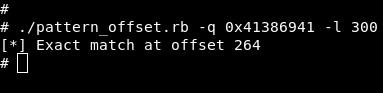 #
# ./pattern_offset.rb -q 0x41386941 -l 300
[*] Exact match at offset 264
#